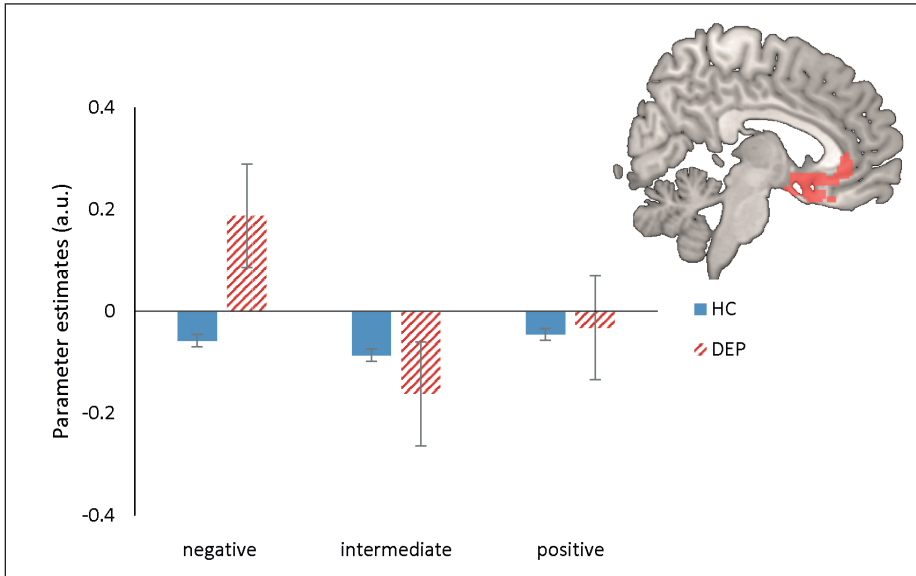 0.4
0.2
0
-0.2
-0.4
Parameter estimates (a.u.)
negative intermediate positive
HC
DEP